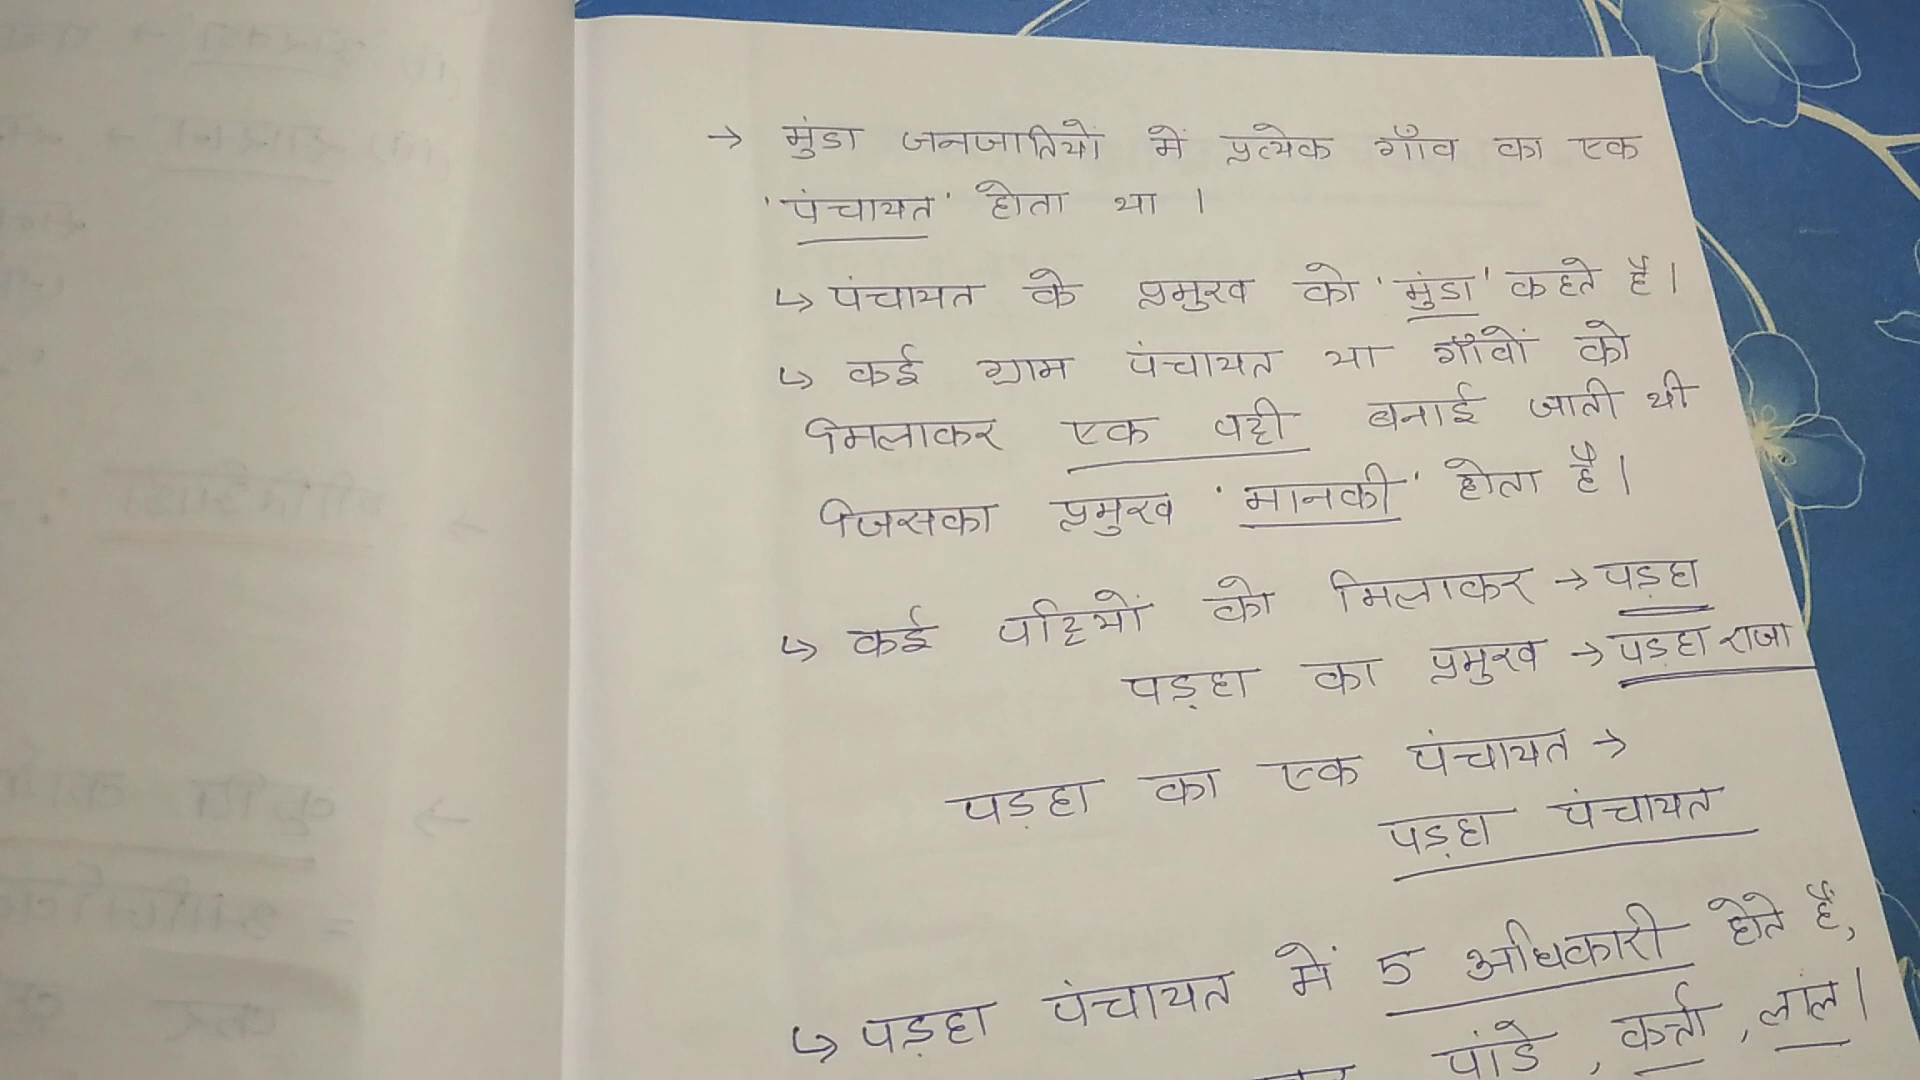 → मुंडा जनजातियों में प्रत्येक गाँव का एक
'पंचायत' होता था ।
↳ पंचायत के प्रमुख को 'मुंडा' कहते हैं।
↳ कई ग्राम पंचायत या गाँवों को
मिलाकर एक पट्टी बनाई जाती थी
जिसका प्रमुख 'मानकी' होता है।
↳ कई पट्टियों को मिलाकर → पड़हा
पड़हा का प्रमुख → पड़हा राजा
पड़हा का एक पंचायत →
पड़हा पंचायत
↳ पड़हा पंचायत में 5 अधिकारी होते हैं,
पांडे, कर्त्ता, लाल।